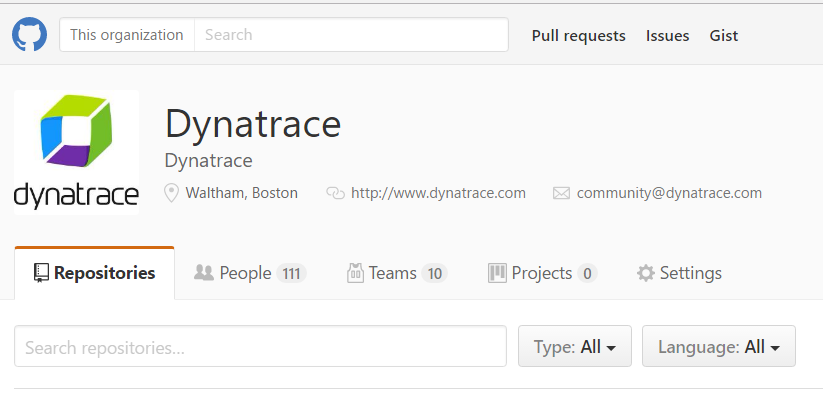 This organization Search Pull requests Issues Gist
Dynatrace
Dynatrace
dynatrace
Waltham, Boston http://www.dynatrace.com community@dynatrace.com
Repositories People 111 Teams 10 Projects 0 Settings
Search repositories... Type: All Language: All